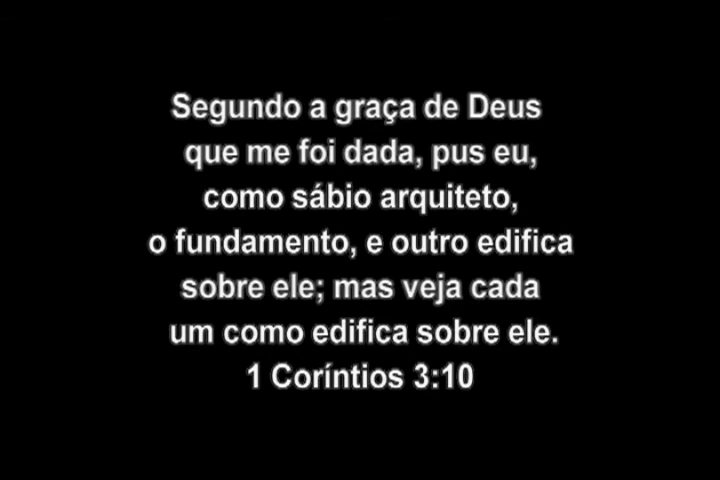 Segundo a graça de Deus
que me foi dada, pus eu,
como sábio arquiteto,
o fundamento, e outro edifica
sobre ele; mas veja cada
um como edifica sobre ele.
1 Coríntios 3:10